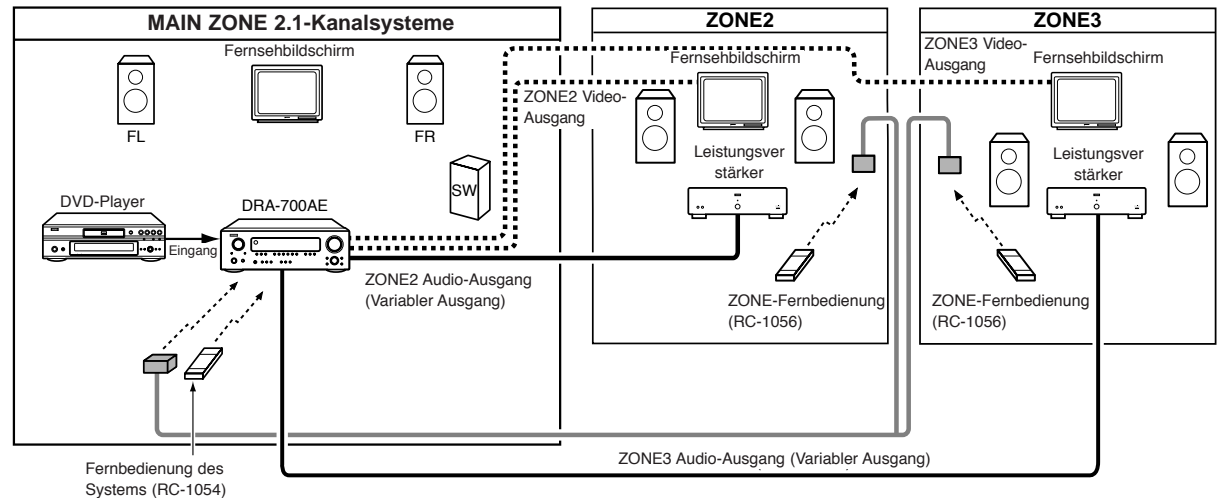 MAIN ZONE 2.1-Kanalsysteme
Fernsehbildschirm
FL
FR
SW
DVD-Player
Eingang
DRA-700AE
ZONE2 Audio-Ausgang
(Variabler Ausgang)
Fernbedienung des
Systems (RC-1054)
ZONE2
Fernsehbildschirm
ZONE2 Video-
Ausgang
Leistungsver
stärker
ZONE-Fernbedienung
(RC-1056)
ZONE3
ZONE3 Video-
Ausgang
Fernsehbildschirm
Leistungsver
stärker
ZONE-Fernbedienung
(RC-1056)
ZONE3 Audio-Ausgang (Variabler Ausgang)